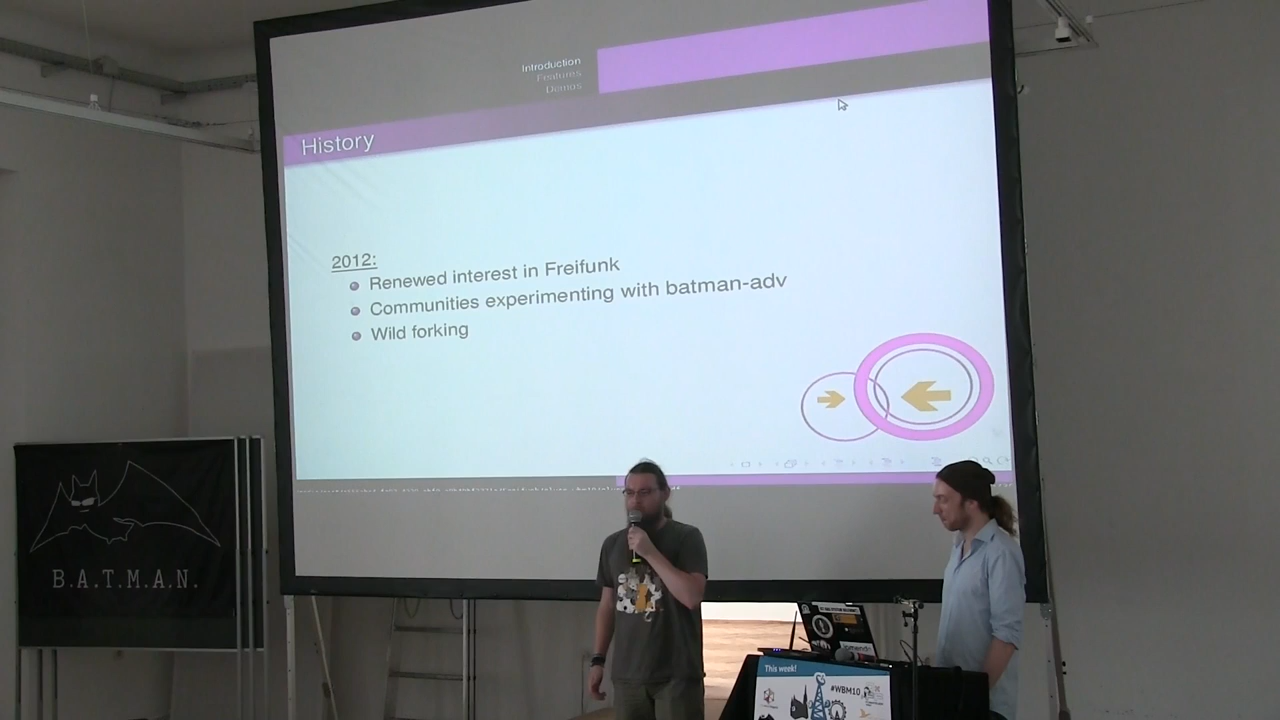 Introduction
Features
Demos
History
2012:
Renewed interest in Freifunk
Communities experimenting with batman-adv
Wild forking
B.A.T.M.A.N.
This week!
#WBM10